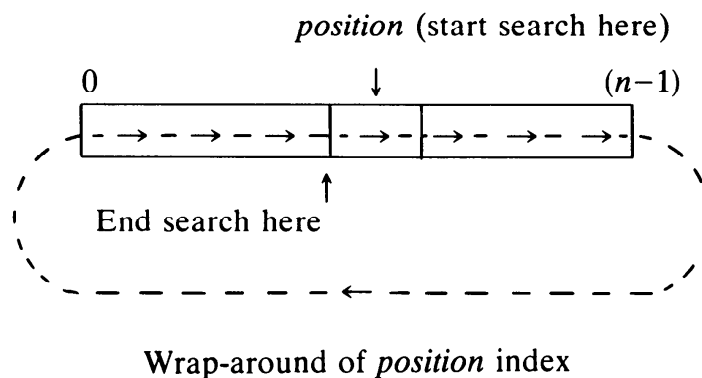 position (start search here)
0 (n−1)
End search here
Wrap-around of position index